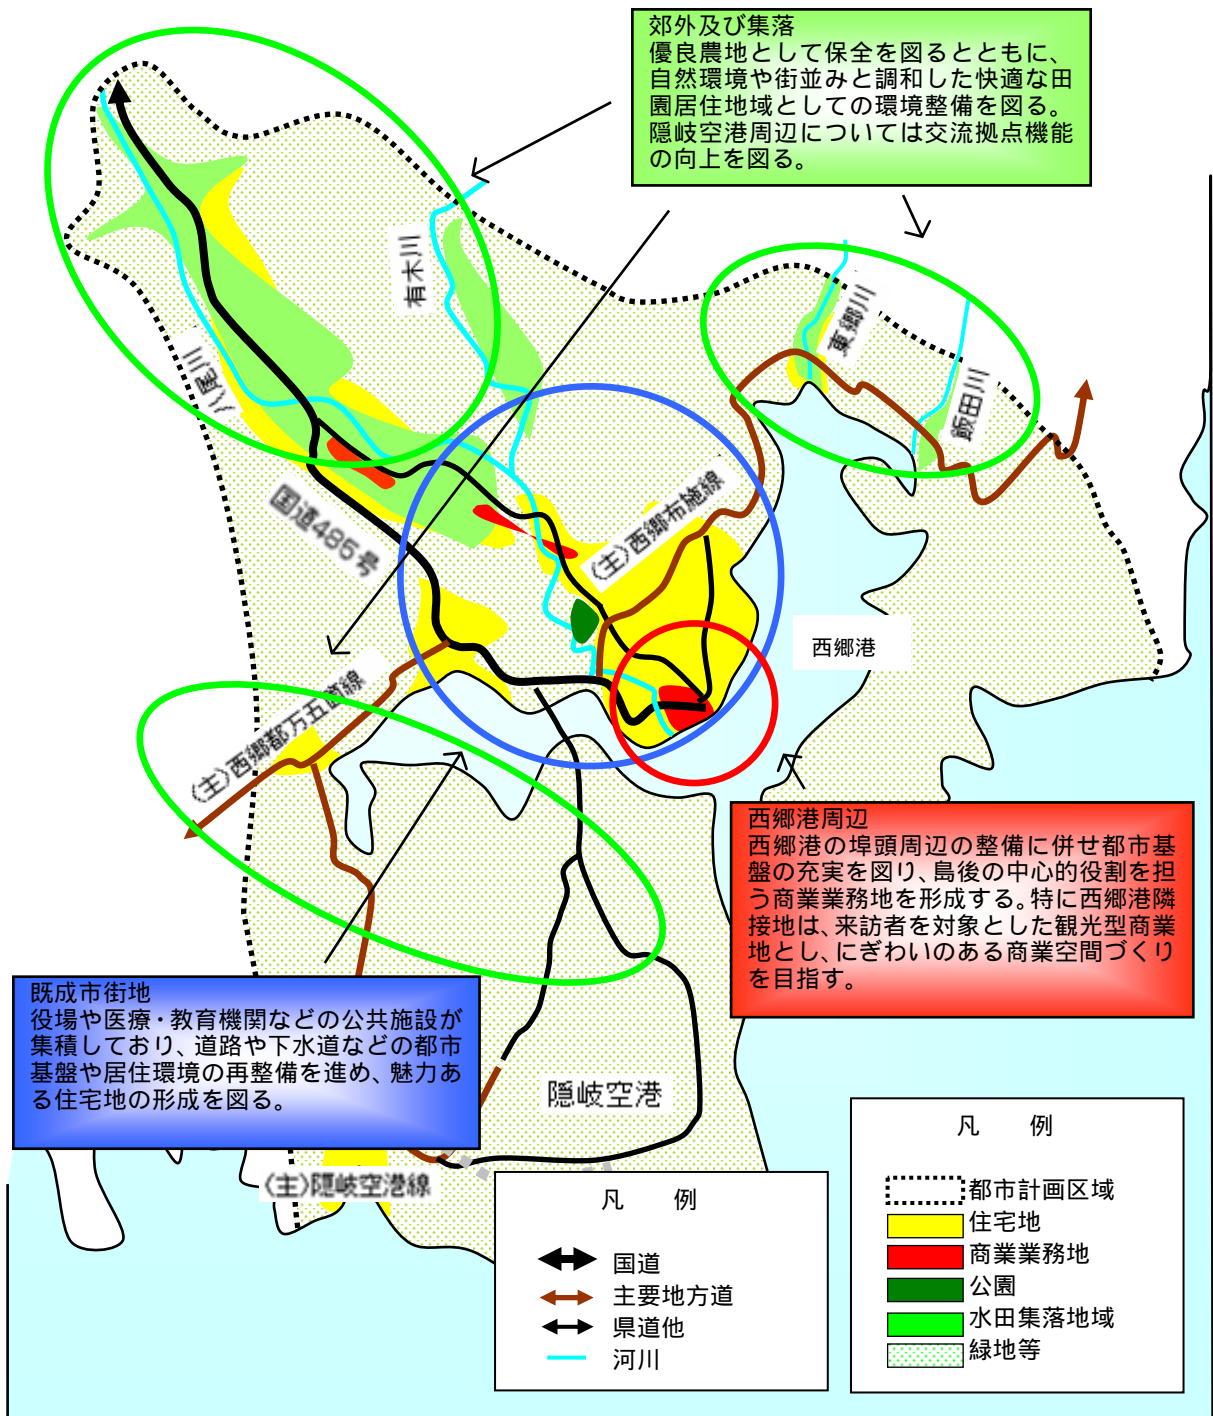 郊外及び集落
優良農地として保全を図るとともに、
自然環境や街並みと調和した快適な田
園居住地域としての環境整備を図る。
隠岐空港周辺については交流拠点機能
の向上を図る。
有木川
東郷川
飯田川
八尾川
国道485号
(主)西郷布施線
西郷港
(主)西郷都万五箇線
西郷港周辺
西郷港の埠頭周辺の整備に併せ都市基
盤の充実を図り、島後の中心的役割を担
う商業業務地を形成する。特に西郷港隣
接地は、来訪者を対象とした観光型商業
地とし、にぎわいのある商業空間づくり
を目指す。
既成市街地
役場や医療・教育機関などの公共施設が
集積しており、道路や下水道などの都市
基盤や居住環境の再整備を進め、魅力あ
る住宅地の形成を図る。
隠岐空港
(主)隠岐空港線
凡 例
国道
主要地方道
県道他
河川
凡 例
都市計画区域
住宅地
商業業務地
公園
水田集落地域
緑地等